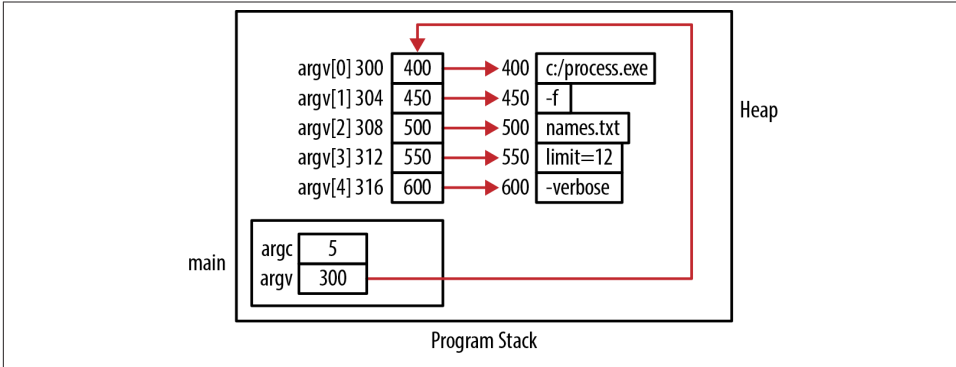 argv[0] 300 400 400 c:/process.exe
argv[1] 304 450 450 -f
argv[2] 308 500 500 names.txt
argv[3] 312 550 550 limit=12
argv[4] 316 600 600 -verbose
Heap
main
argc 5
argv 300
Program Stack